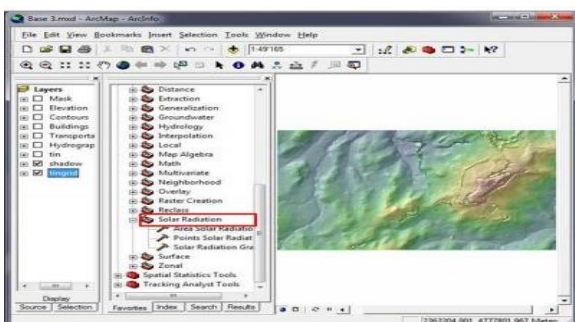 Base 3.mxd - ArcMap - ArcInfo
File Edit View Bookmarks Insert Selection Tools Window Help
1:49'165
Layers
Mask
Elevation
Contours
Buildings
Transporta
Hydrograp
tin
shadow
tingrid
Display
Source Selection
Distance
Extraction
Generalization
Groundwater
Hydrology
Interpolation
Local
Map Algebra
Math
Multivariate
Neighborhood
Overlay
Raster Creation
Reclass
Solar Radiation
Area Solar Radiatio
Points Solar Radiat
Solar Radiation Gra
Surface
Zonal
Spatial Statistics Tools
Tracking Analyst Tools
Favorites Index Search Results